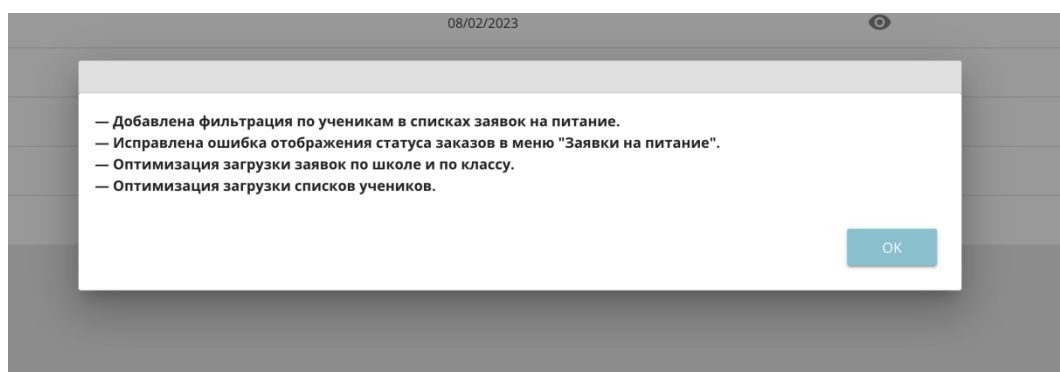 08/02/2023
— Добавлена фильтрация по ученикам в списках заявок на питание.
— Исправлена ошибка отображения статуса заказов в меню "Заявки на питание".
— Оптимизация загрузки заявок по школе и по классу.
— Оптимизация загрузки списков учеников.
OK